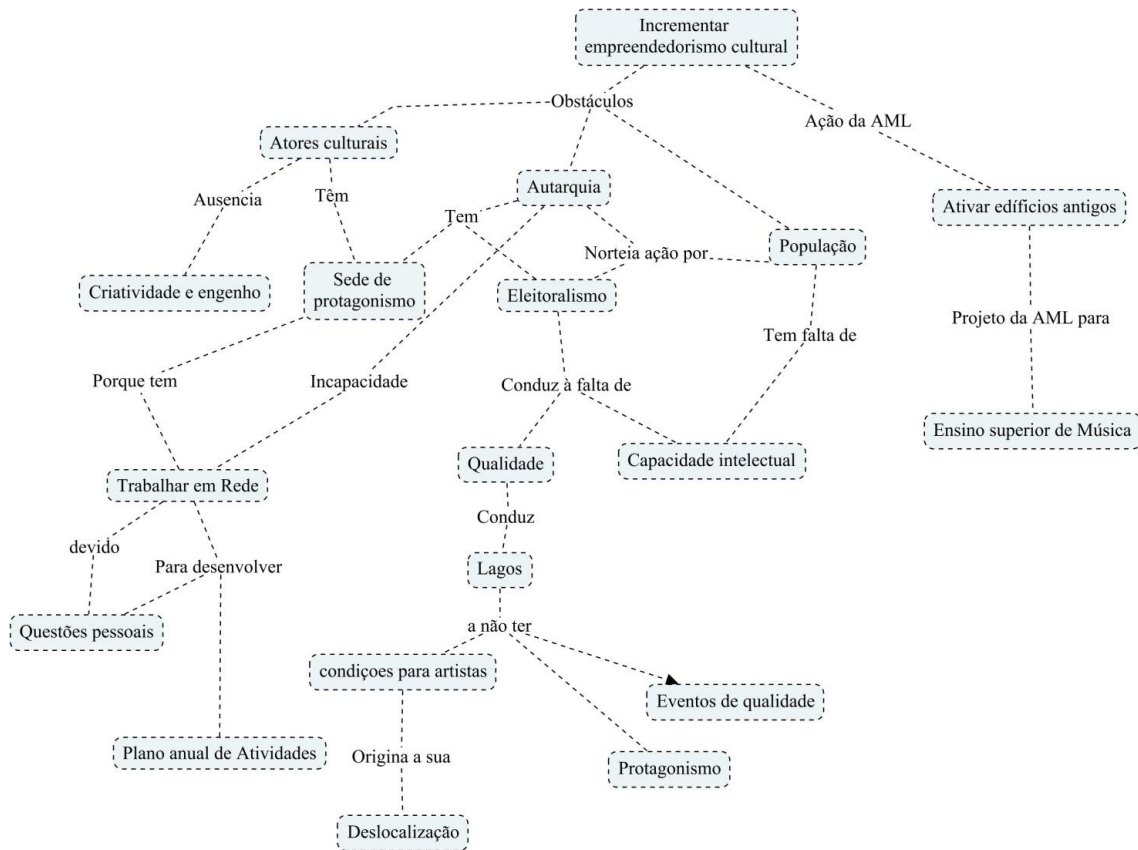 Incrementar
empreendedorismo cultural
Obstáculos
Ação da AML
Atores culturais
Autarquia
Ausencia
Têm
Tem
Ativar edíficios antigos
Norteia ação por
População
Criatividade e engenho
Sede de
protagonismo
Eleitoralismo
Projeto da AML para
Tem falta de
Porque tem
Incapacidade
Conduz à falta de
Ensino superior de Música
Qualidade
Capacidade intelectual
Trabalhar em Rede
Conduz
devido
Para desenvolver
Lagos
Questões pessoais
a não ter
condiçoes para artistas
Eventos de qualidade
Plano anual de Atividades
Origina a sua
Protagonismo
Deslocalização